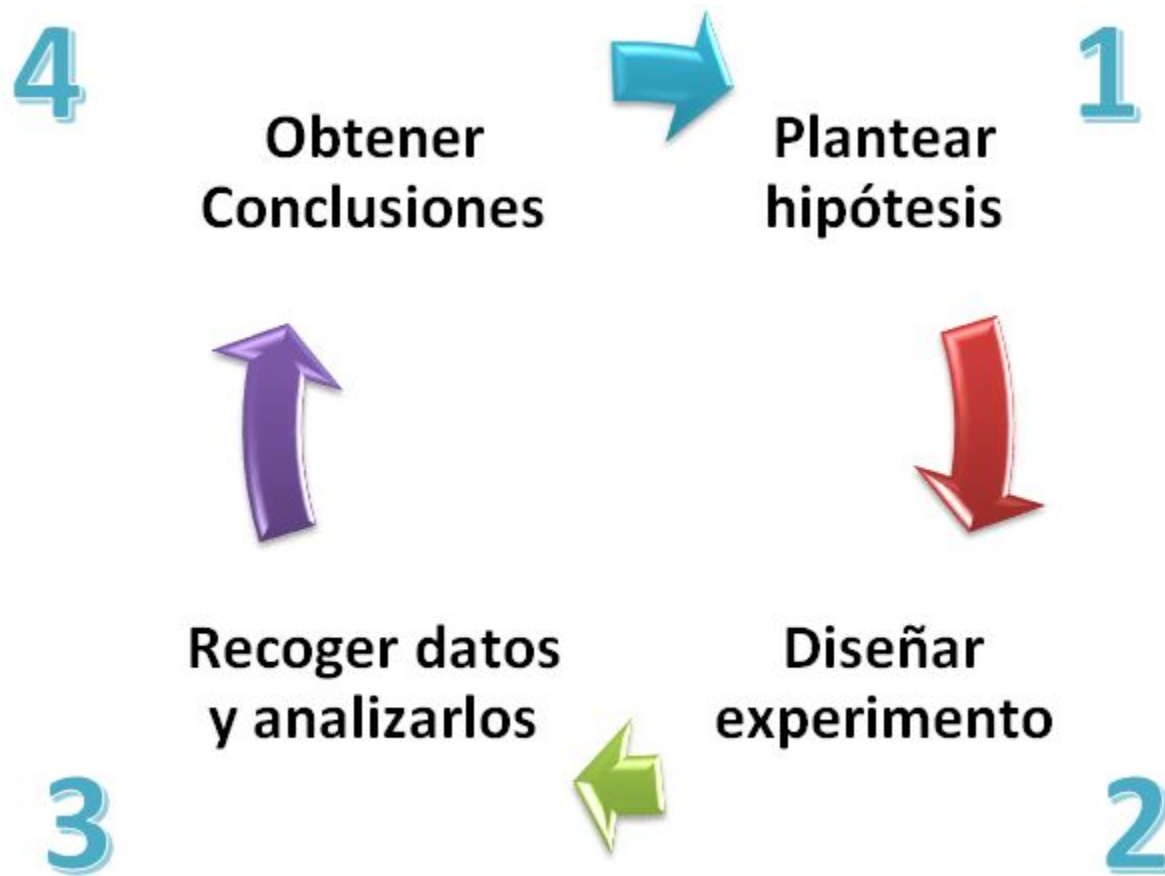 4
Obtener
Conclusiones
1
Plantear
hipótesis
Recoger datos
y analizarlos
3
Diseñar
experimento
2